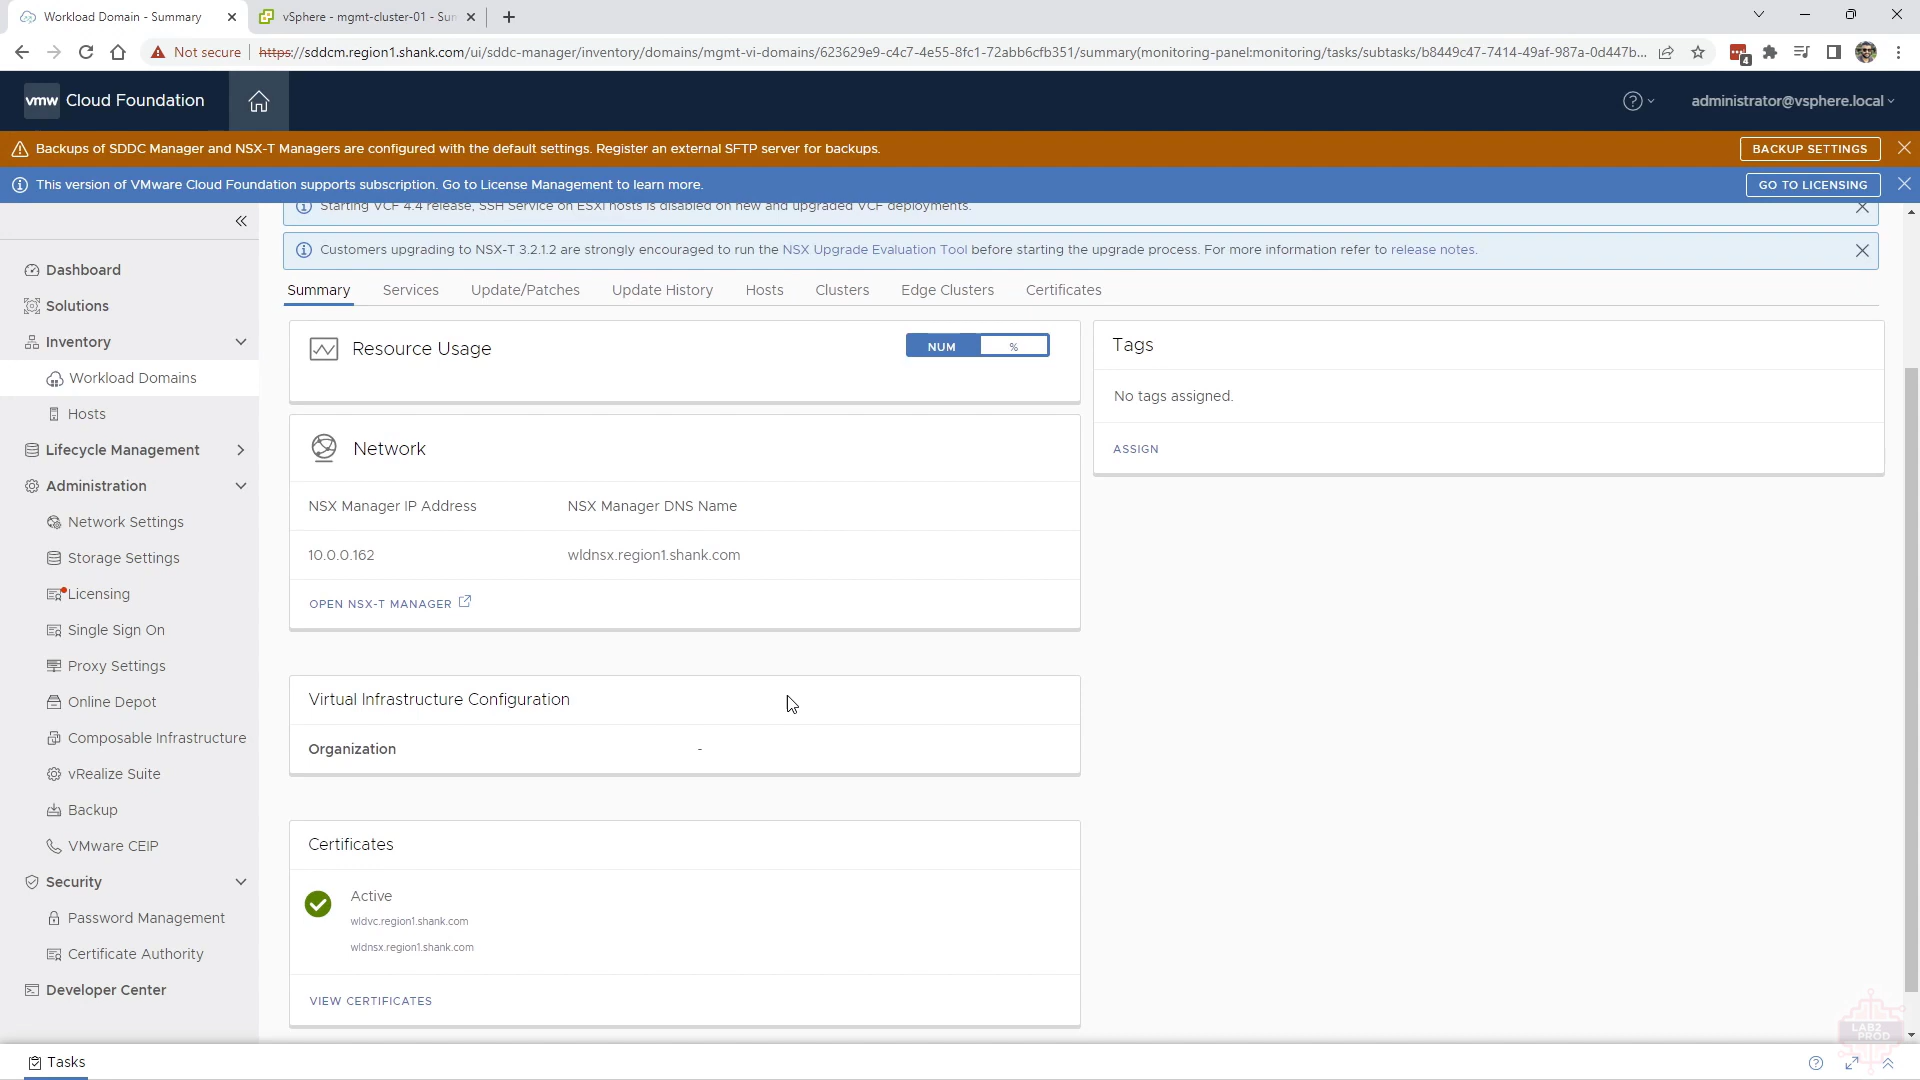 Workload Domain - Summary
vSphere - mgmt-cluster-01 - Sum
Not secure
https://sddcm.region1.shank.com/ui/sddc-manager/inventory/domains/mgmt-vi-domains/623629e9-c4c7-4e55-8fc1-72abb6cfb351/summary(monitoring-panel:monitoring/tasks/subtasks/b8449c47-7414-49af-987a-0d447b...
4
vmw Cloud Foundation
administrator@vsphere.local
Backups of SDDC Manager and NSX-T Managers are configured with the default settings. Register an external SFTP server for backups.
BACKUP SETTINGS
This version of VMware Cloud Foundation supports subscription. Go to License Management to learn more.
GO TO LICENSING
Starting VCF 4.4 release, SSH Service on ESXi hosts is disabled on new and upgraded VCF deployments.
Customers upgrading to NSX-T 3.2.1.2 are strongly encouraged to run the NSX Upgrade Evaluation Tool before starting the upgrade process. For more information refer to release notes.
Dashboard
Solutions
Inventory
Workload Domains
Hosts
Lifecycle Management
Administration
Network Settings
Storage Settings
Licensing
Single Sign On
Proxy Settings
Online Depot
Composable Infrastructure
vRealize Suite
Backup
VMware CEIP
Security
Password Management
Certificate Authority
Developer Center
Summary Services Update/Patches Update History Hosts Clusters Edge Clusters Certificates
Resource Usage
NUM %
Network
NSX Manager IP Address NSX Manager DNS Name
10.0.0.162 wldnsx.region1.shank.com
OPEN NSX-T MANAGER
Virtual Infrastructure Configuration
Organization -
Certificates
Active
wldvc.region1.shank.com
wldnsx.region1.shank.com
VIEW CERTIFICATES
Tags
No tags assigned.
ASSIGN
LAB2
PROD
Tasks